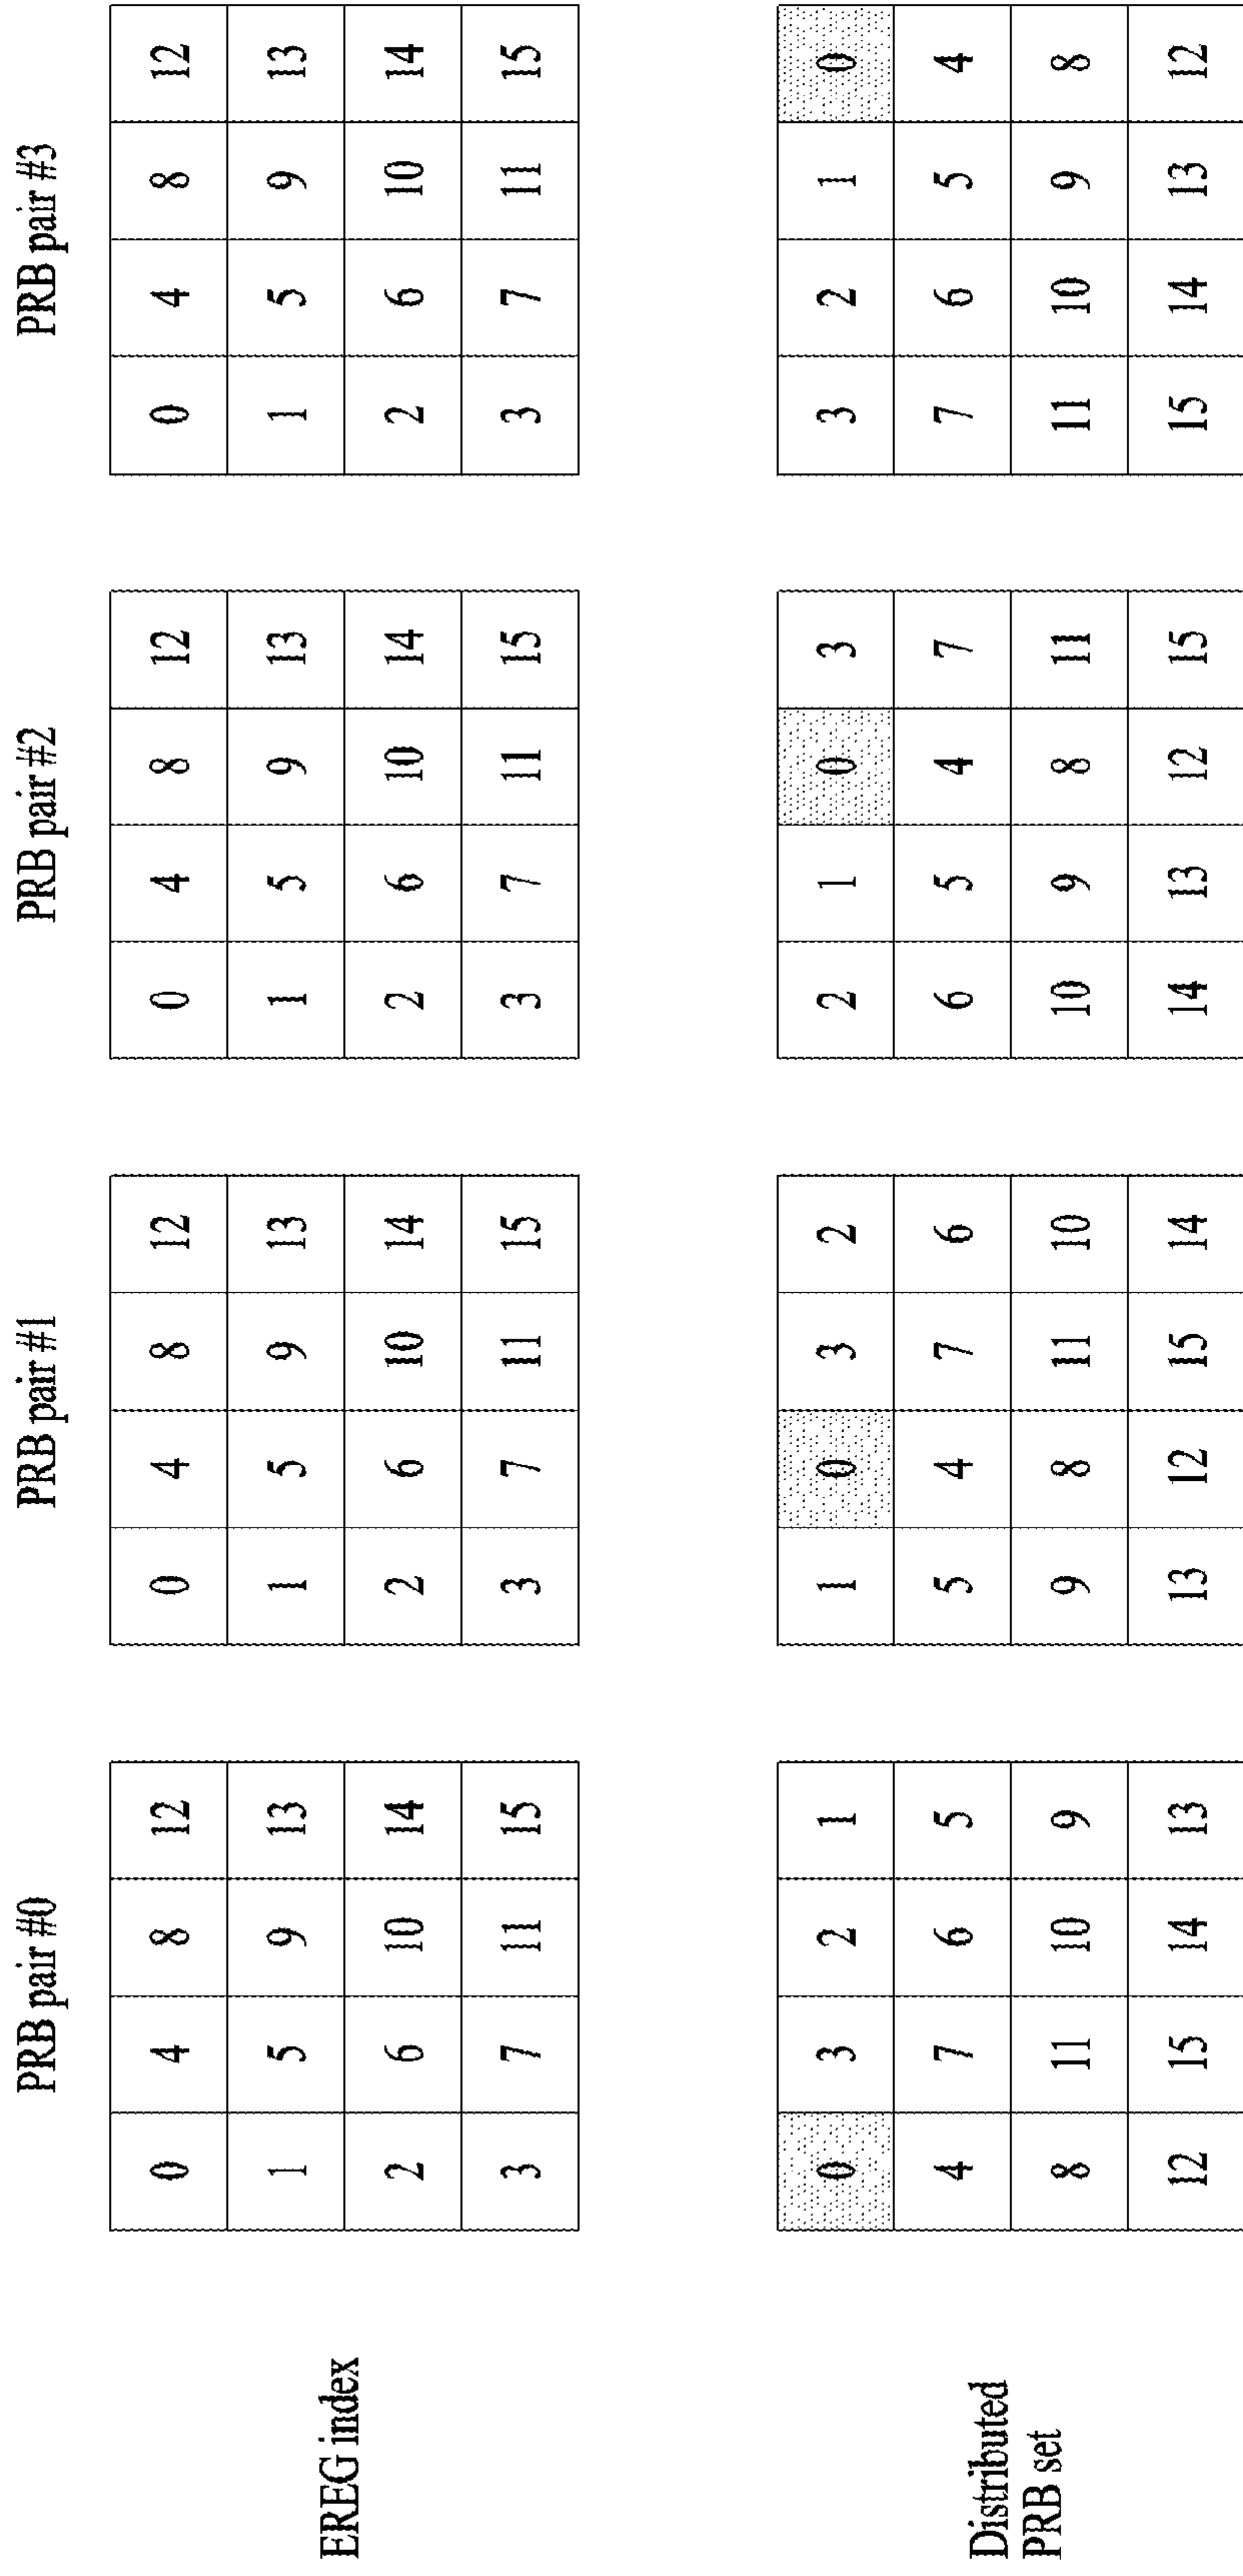 PRB pair #0 PRB pair #1 PRB pair #2 PRB pair #3
EREG index
0 4 8 12 0 4 8 12 0 4 8 12 0 4 8 12
1 5 9 13 1 5 9 13 1 5 9 13 1 5 9 13
2 6 10 14 2 6 10 14 2 6 10 14 2 6 10 14
3 7 11 15 3 7 11 15 3 7 11 15 3 7 11 15
Distributed
PRB set
0 3 2 1 1 0 3 2 2 1 0 3 3 2 1 0
4 7 6 5 5 4 7 6 6 5 4 7 7 6 5 4
8 11 10 9 9 8 11 10 10 9 8 11 11 10 9 8
12 15 14 13 13 12 15 14 14 13 12 15 15 14 13 12